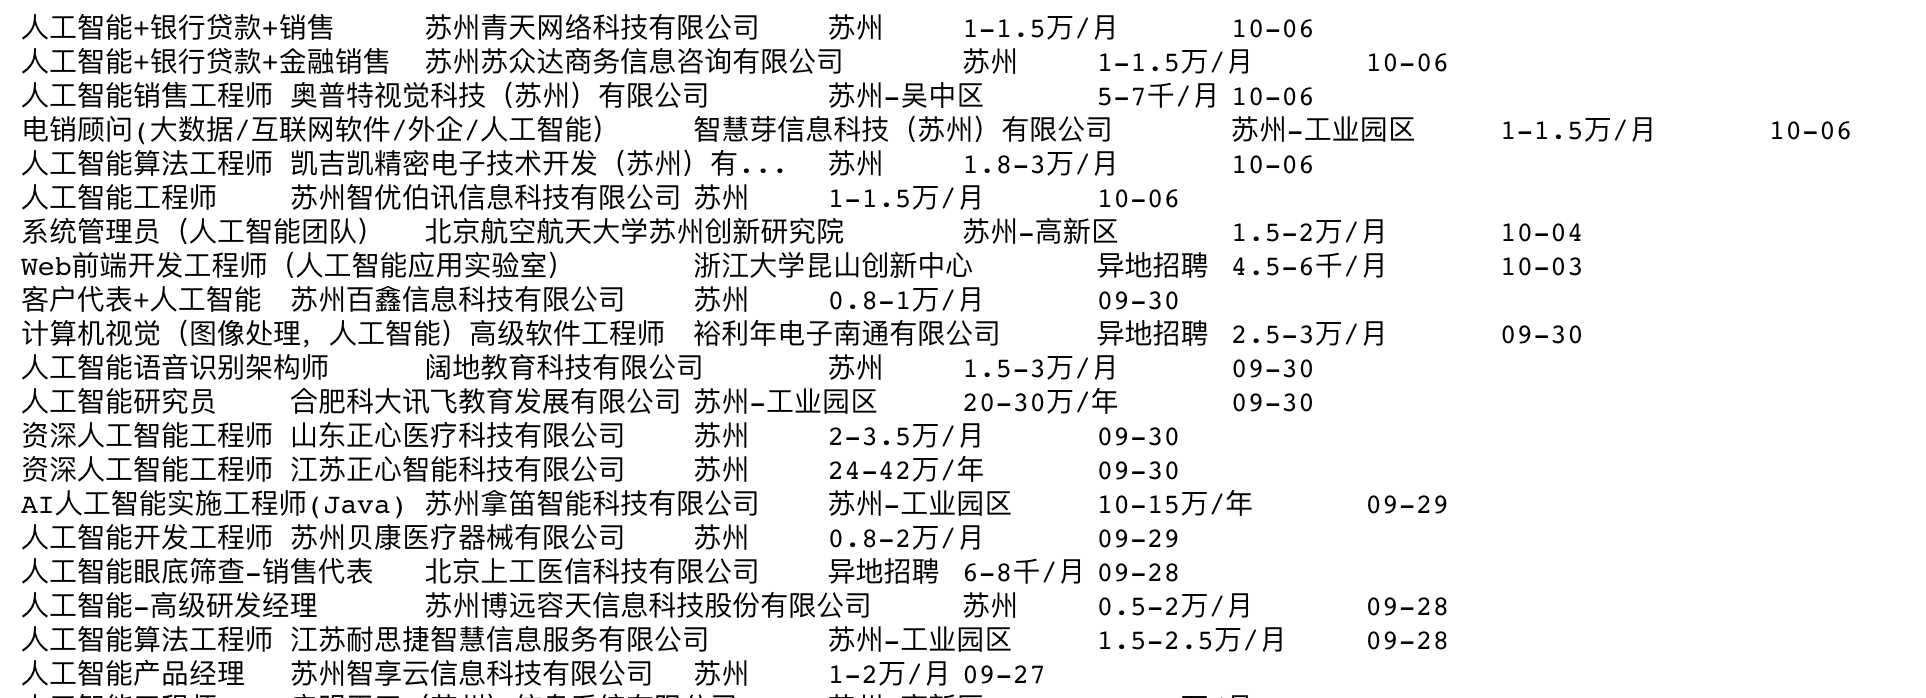 人工智能+银行贷款+销售 苏州青天网络科技有限公司 苏州 1-1.5万/月 10-06
人工智能+银行贷款+金融销售 苏州苏众达商务信息咨询有限公司 苏州 1-1.5万/月 10-06
人工智能销售工程师 奥普特视觉科技（苏州）有限公司 苏州-吴中区 5-7千/月 10-06
电销顾问(大数据/互联网软件/外企/人工智能） 智慧芽信息科技（苏州）有限公司 苏州-工业园区 1-1.5万/月 10-06
人工智能算法工程师 凯吉凯精密电子技术开发（苏州）有... 苏州 1.8-3万/月 10-06
人工智能工程师 苏州智优伯讯信息科技有限公司 苏州 1-1.5万/月 10-06
系统管理员（人工智能团队） 北京航空航天大学苏州创新研究院 苏州-高新区 1.5-2万/月 10-04
Web前端开发工程师（人工智能应用实验室） 浙江大学昆山创新中心 异地招聘 4.5-6千/月 10-03
客户代表+人工智能 苏州百鑫信息科技有限公司 苏州 0.8-1万/月 09-30
计算机视觉（图像处理，人工智能）高级软件工程师 裕利年电子南通有限公司 异地招聘 2.5-3万/月 09-30
人工智能语音识别架构师 阔地教育科技有限公司 苏州 1.5-3万/月 09-30
人工智能研究员 合肥科大讯飞教育发展有限公司 苏州-工业园区 20-30万/年 09-30
资深人工智能工程师 山东正心医疗科技有限公司 苏州 2-3.5万/月 09-30
资深人工智能工程师 江苏正心智能科技有限公司 苏州 24-42万/年 09-30
AI人工智能实施工程师(Java) 苏州拿笛智能科技有限公司 苏州-工业园区 10-15万/年 09-29
人工智能开发工程师 苏州贝康医疗器械有限公司 苏州 0.8-2万/月 09-29
人工智能眼底筛查-销售代表 北京上工医信科技有限公司 异地招聘 6-8千/月 09-28
人工智能-高级研发经理 苏州博远容天信息科技股份有限公司 苏州 0.5-2万/月 09-28
人工智能算法工程师 江苏耐思捷智慧信息服务有限公司 苏州-工业园区 1.5-2.5万/月 09-28
人工智能产品经理 苏州智享云信息科技有限公司 苏州 1-2万/月 09-27